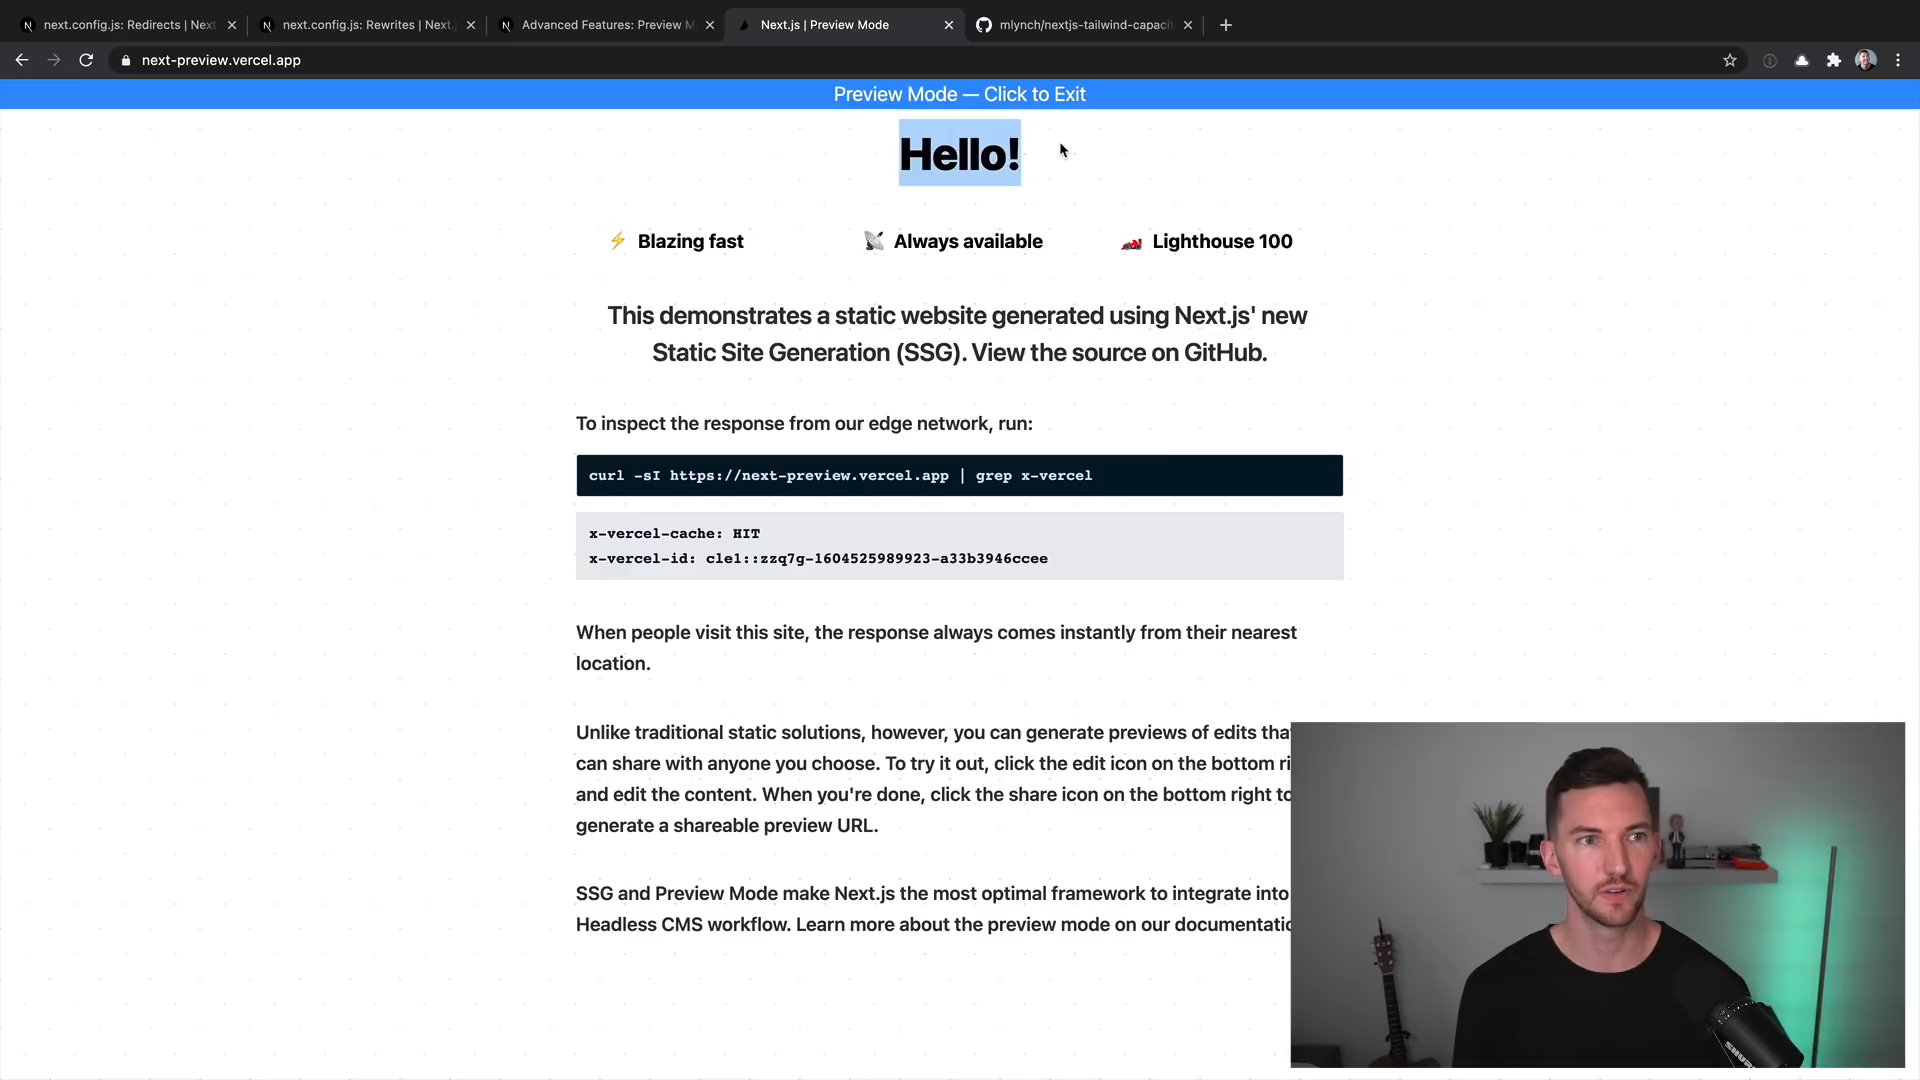 next.config.js: Redirects | Next
next.config.js: Rewrites | Next.
Advanced Features: Preview M
Next.js | Preview Mode
mlynch/nextjs-tailwind-capacit
next-preview.vercel.app
Preview Mode — Click to Exit
Hello!
⚡ Blazing fast
📡 Always available
🏎️ Lighthouse 100
This demonstrates a static website generated using Next.js' new
Static Site Generation (SSG). View the source on GitHub.
To inspect the response from our edge network, run:
curl -sI https://next-preview.vercel.app | grep x-vercel
x-vercel-cache: HIT
x-vercel-id: cle1::zzq7g-1604525989923-a33b3946ccee
When people visit this site, the response always comes instantly from their nearest
location.
Unlike traditional static solutions, however, you can generate previews of edits tha
can share with anyone you choose. To try it out, click the edit icon on the bottom ri
and edit the content. When you're done, click the share icon on the bottom right to
generate a shareable preview URL.
SSG and Preview Mode make Next.js the most optimal framework to integrate into
Headless CMS workflow. Learn more about the preview mode on our documentatio
SHURE